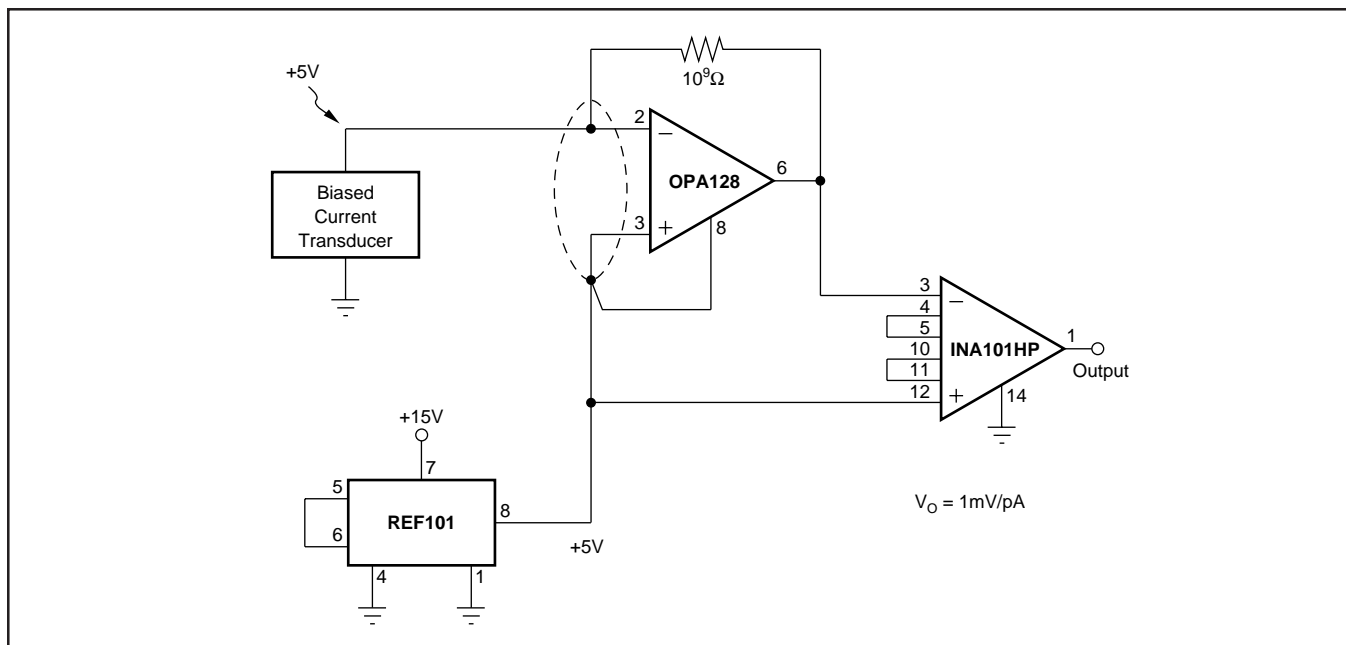 10⁹Ω
+5V
2
−
OPA128
6
3
+
8
Biased
Current
Transducer
3
−
4
5
10
11
12
+
INA101HP
1
Output
14
+15V
7
5
6
REF101
8
+5V
4
1
V_O = 1mV/pA